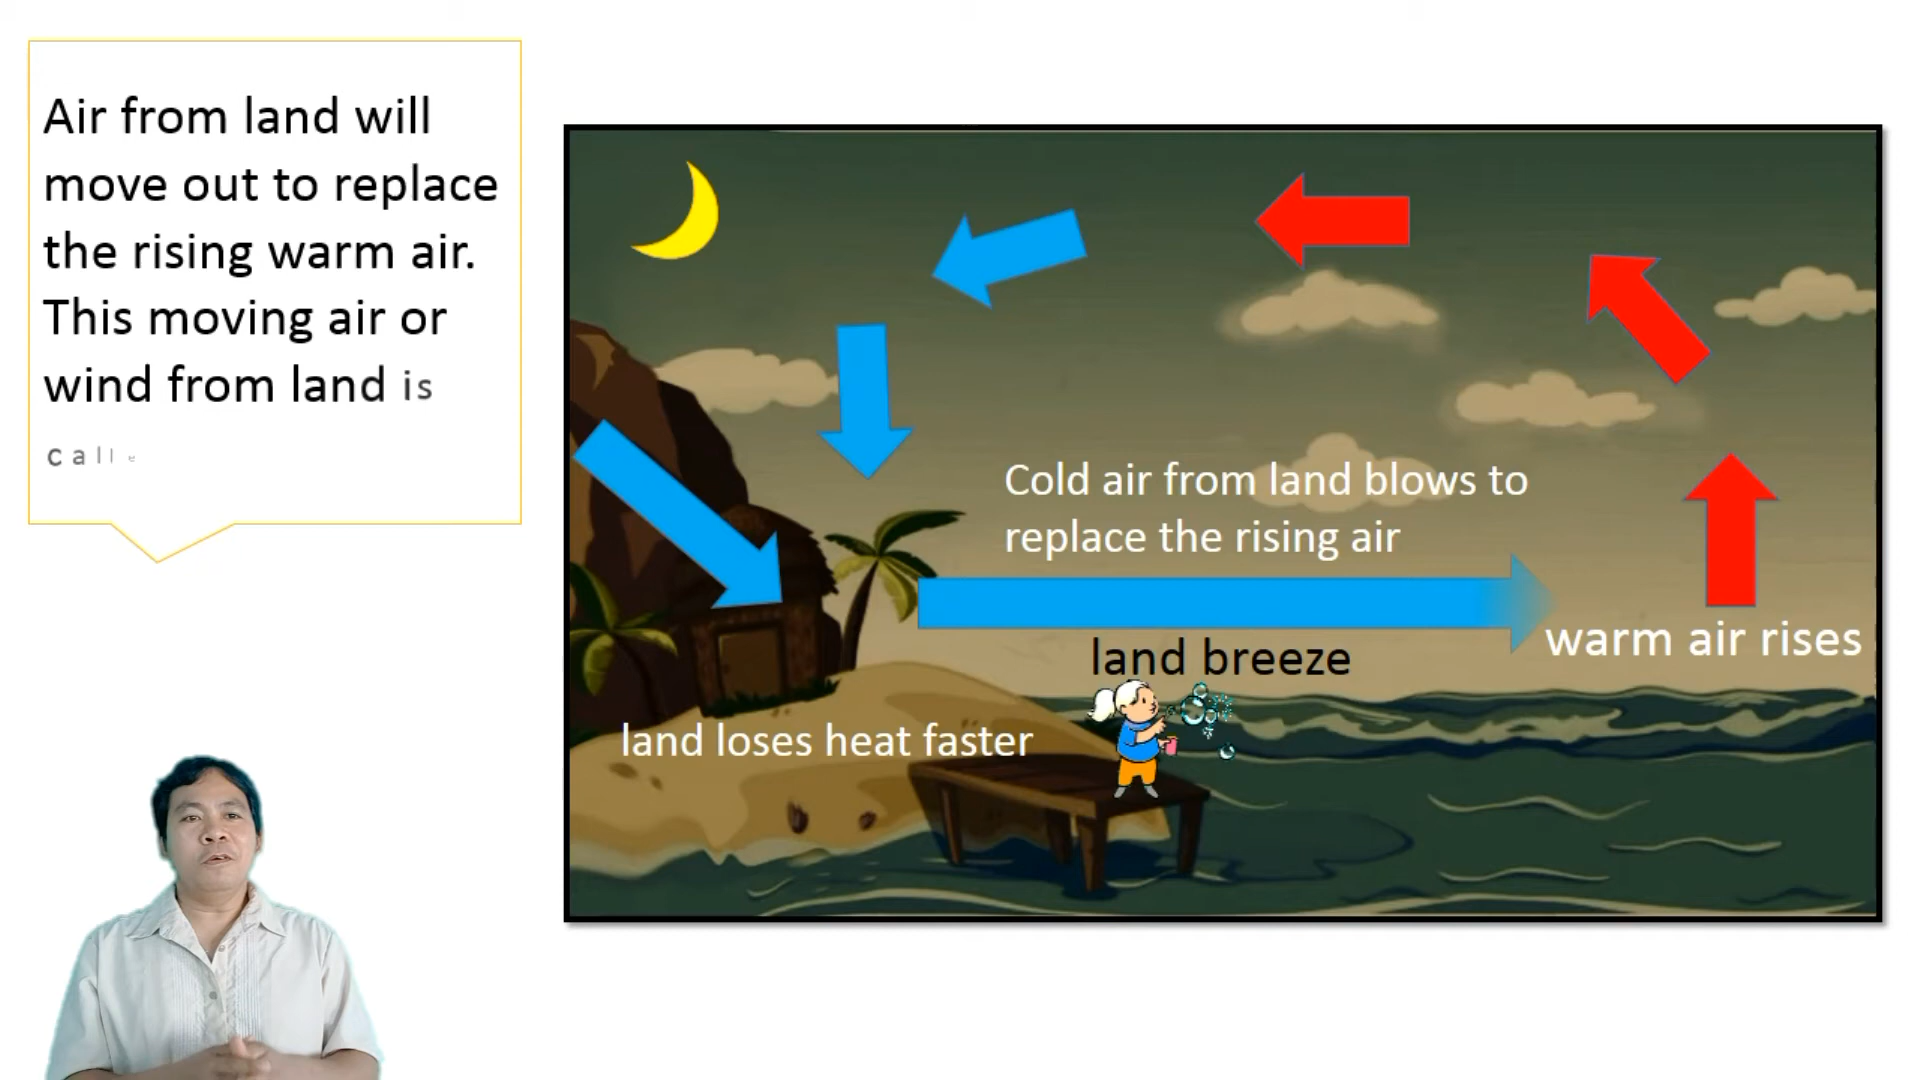 Air from land will
move out to replace
the rising warm air.
This moving air or
wind from land is
calle
Cold air from land blows to
replace the rising air
land breeze
warm air rises
land loses heat faster